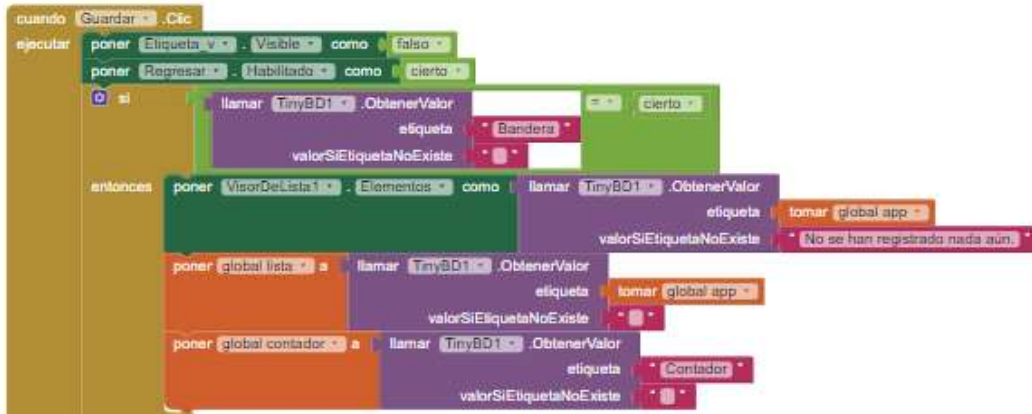 cuando Guardar .Clic
ejecutar poner Etiqueta_v . Visible como falso
poner Regresar . Habilitado como cierto
si llamar TinyBD1 .ObtenerValor = cierto
etiqueta " Bandera "
valorSiEtiquetaNoExiste " "
entonces poner VisorDeLista1 . Elementos como llamar TinyBD1 .ObtenerValor
etiqueta tomar global app
valorSiEtiquetaNoExiste " No se han registrado nada aún. "
poner global lista a llamar TinyBD1 .ObtenerValor
etiqueta tomar global app
valorSiEtiquetaNoExiste " "
poner global contador a llamar TinyBD1 .ObtenerValor
etiqueta " Contador "
valorSiEtiquetaNoExiste " "